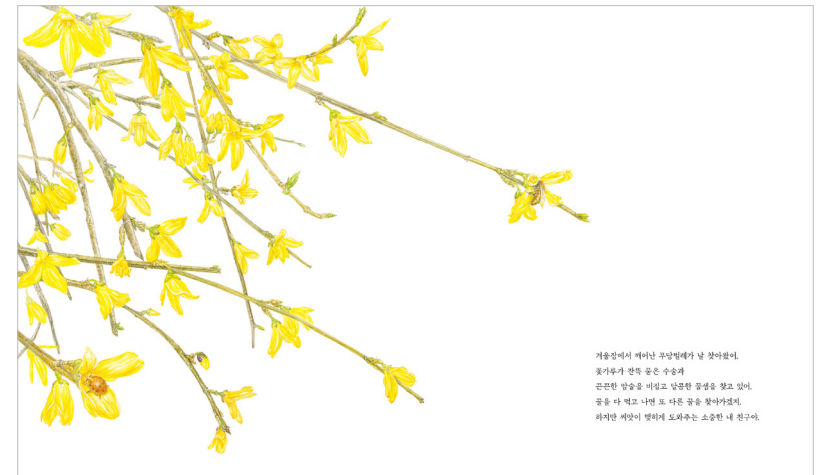 겨울잠에서 깨어난 무당벌레가 날 찾아왔어.
꽃가루가 잔뜩 묻은 수술과
끈끈한 암술을 비집고 달콤한 꿀샘을 찾고 있어.
꿀을 다 먹고 나면 또 다른 꿀을 찾아가겠지.
하지만 씨앗이 맺히게 도와주는 소중한 내 친구야.